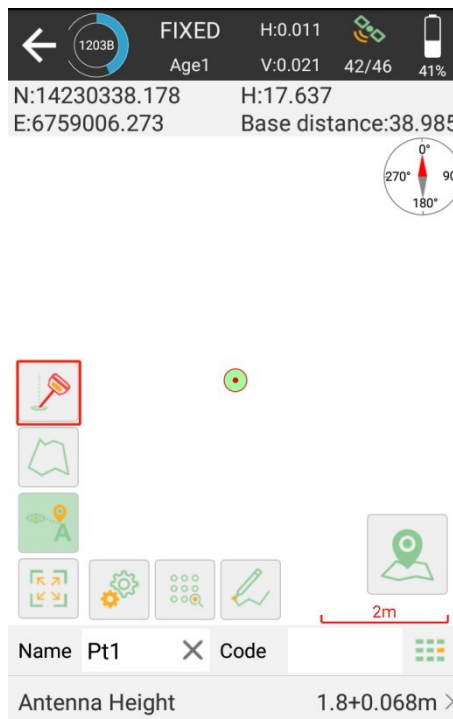 1203B
FIXED H:0.011
Age1 V:0.021 42/46 41%
N:14230338.178 H:17.637
E:6759006.273 Base distance:38.985
0°
270° 90
180°
A
2m
Name Pt1 Code
Antenna Height 1.8+0.068m